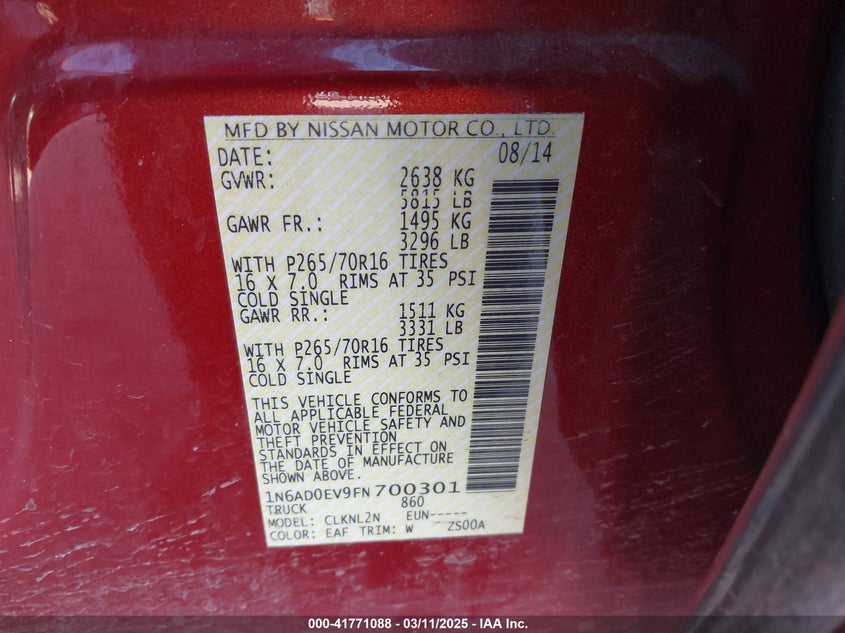 MFD BY NISSAN MOTOR CO., LTD.
DATE: 08/14
GVWR: 2638 KG
5815 LB
GAWR FR.: 1495 KG
3296 LB
WITH P265/70R16 TIRES
16 X 7.0 RIMS AT 35 PSI
COLD SINGLE
GAWR RR.: 1511 KG
3331 LB
WITH P265/70R16 TIRES
16 X 7.0 RIMS AT 35 PSI
COLD SINGLE
THIS VEHICLE CONFORMS TO
ALL APPLICABLE FEDERAL
MOTOR VEHICLE SAFETY AND
THEFT PREVENTION
STANDARDS IN EFFECT ON
THE DATE OF MANUFACTURE
SHOWN ABOVE.
1N6AD0EV9FN700301
TRUCK 860
MODEL: CLKNL2N EUN-----
COLOR: EAF TRIM: W ZS00A
000-41771088 - 03/11/2025 - IAA Inc.